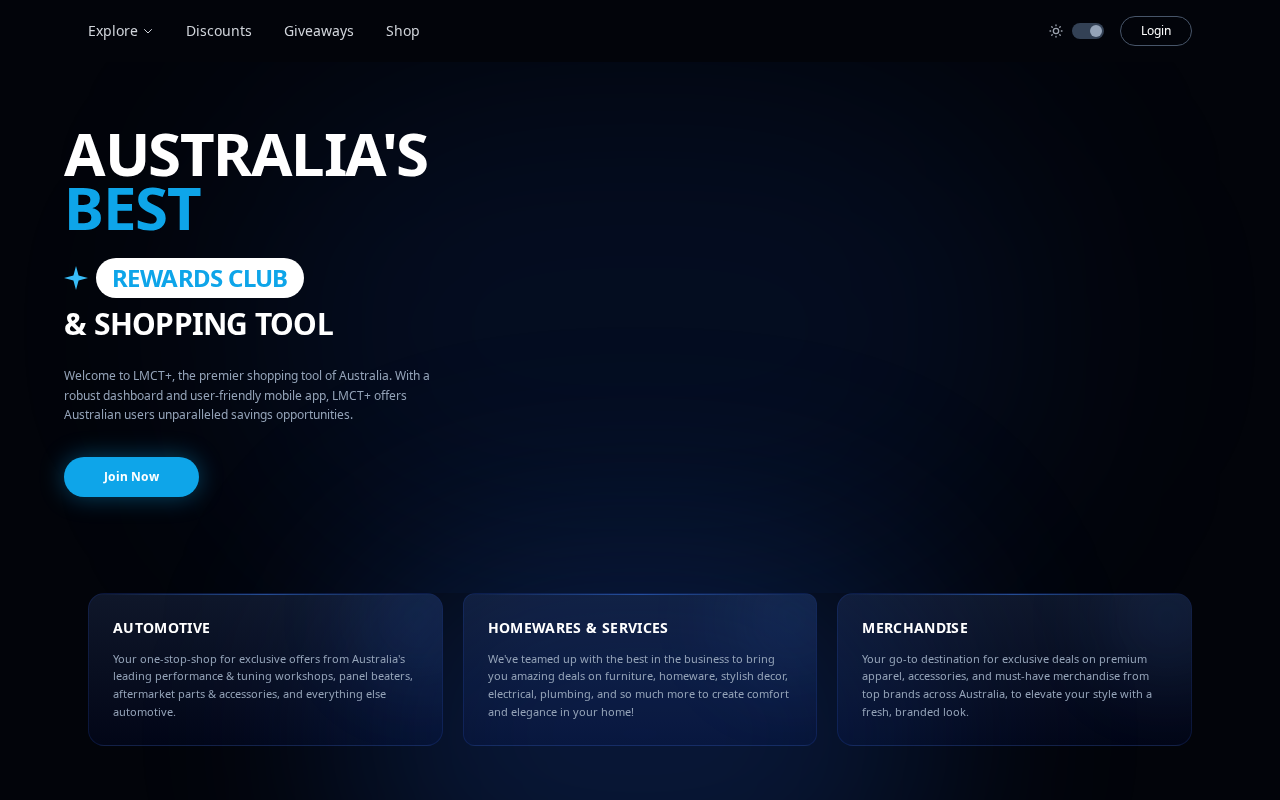 Explore
Discounts
Giveaways
Shop
Login
AUSTRALIA'S
BEST
REWARDS CLUB
& SHOPPING TOOL
Welcome to LMCT+, the premier shopping tool of Australia. With a
robust dashboard and user-friendly mobile app, LMCT+ offers
Australian users unparalleled savings opportunities.
Join Now
AUTOMOTIVE
Your one-stop-shop for exclusive offers from Australia's
leading performance & tuning workshops, panel beaters,
aftermarket parts & accessories, and everything else
automotive.
HOMEWARES & SERVICES
We've teamed up with the best in the business to bring
you amazing deals on furniture, homeware, stylish decor,
electrical, plumbing, and so much more to create comfort
and elegance in your home!
MERCHANDISE
Your go-to destination for exclusive deals on premium
apparel, accessories, and must-have merchandise from
top brands across Australia, to elevate your style with a
fresh, branded look.